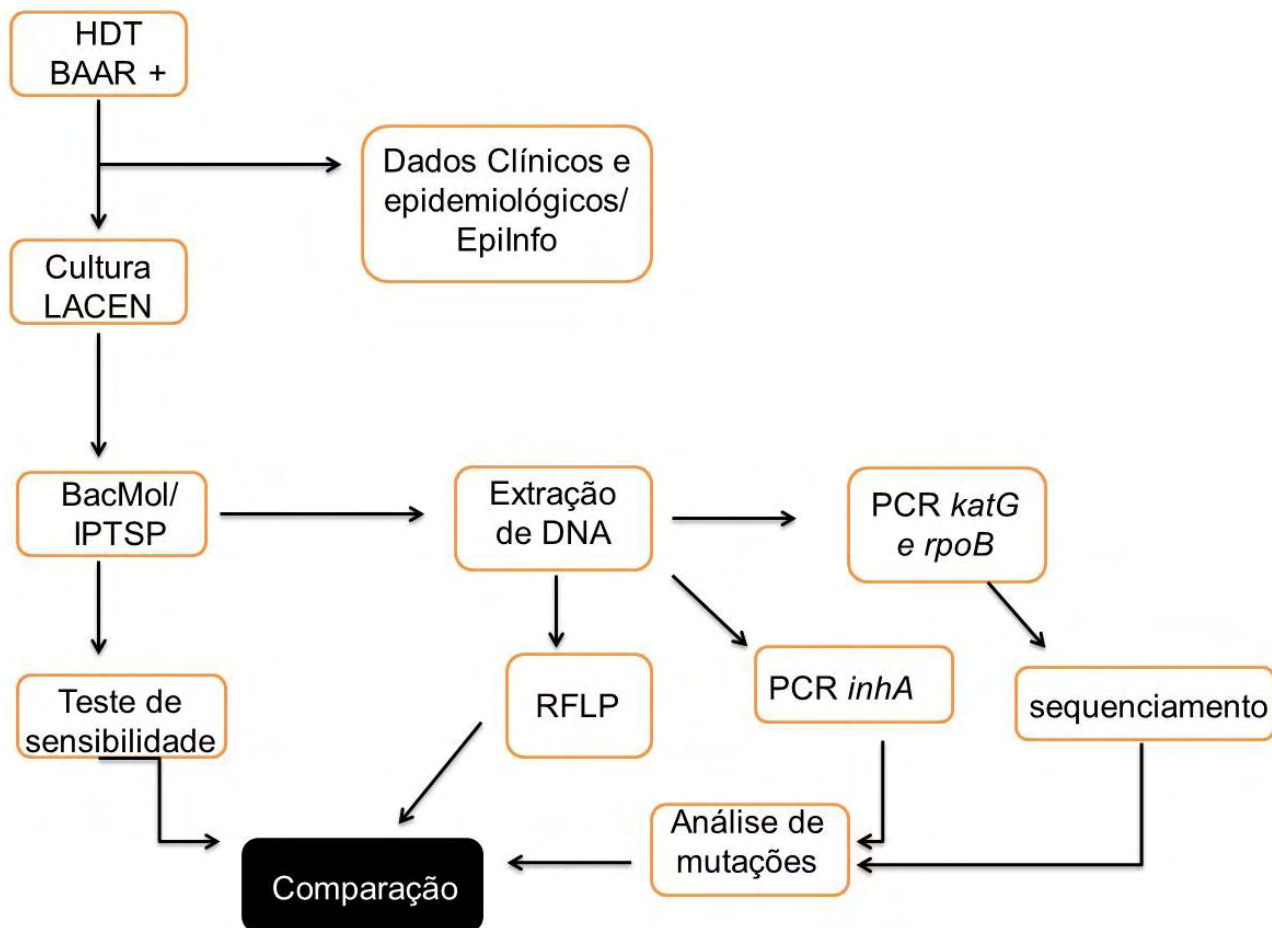 HDT
BAAR +
Dados Clínicos e
epidemiológicos/
EpiInfo
Cultura
LACEN
BacMol/
IPTSP
Extração
de DNA
PCR katG
e rpoB
Teste de
sensibilidade
RFLP
PCR inhA
sequenciamento
Análise de
mutações
Comparação